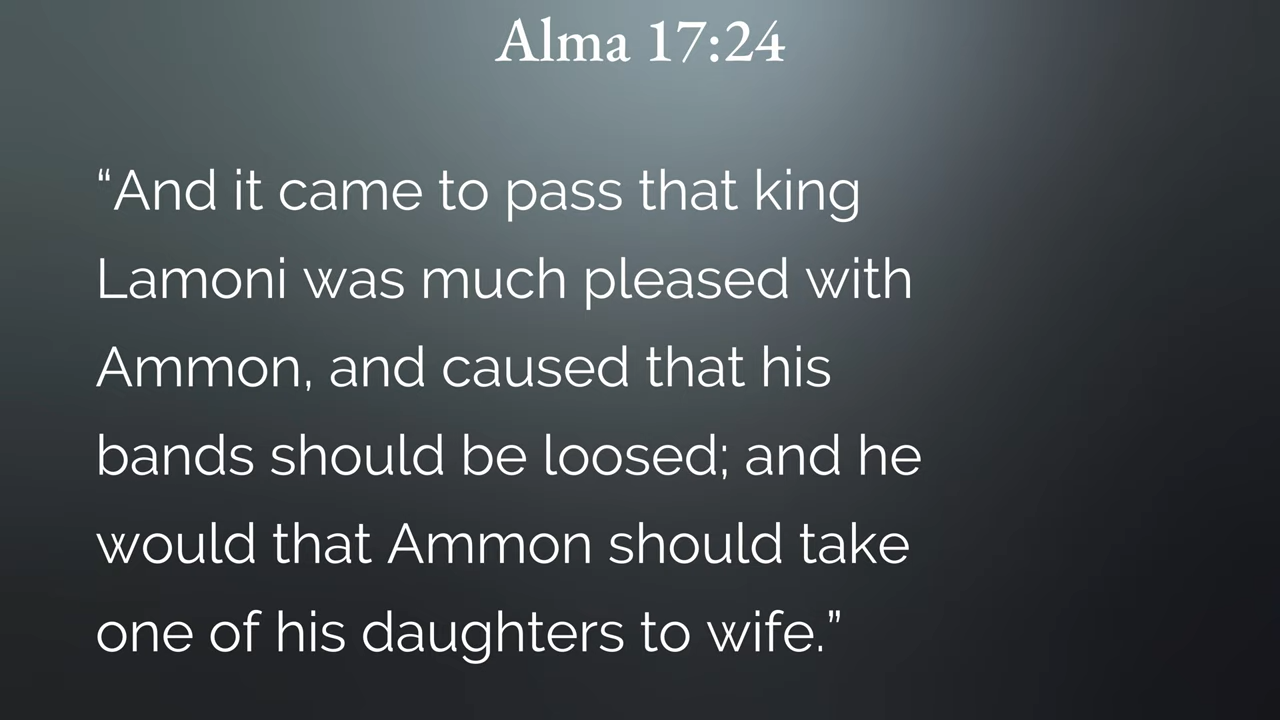 Alma 17:24
“And it came to pass that king
Lamoni was much pleased with
Ammon, and caused that his
bands should be loosed; and he
would that Ammon should take
one of his daughters to wife.”